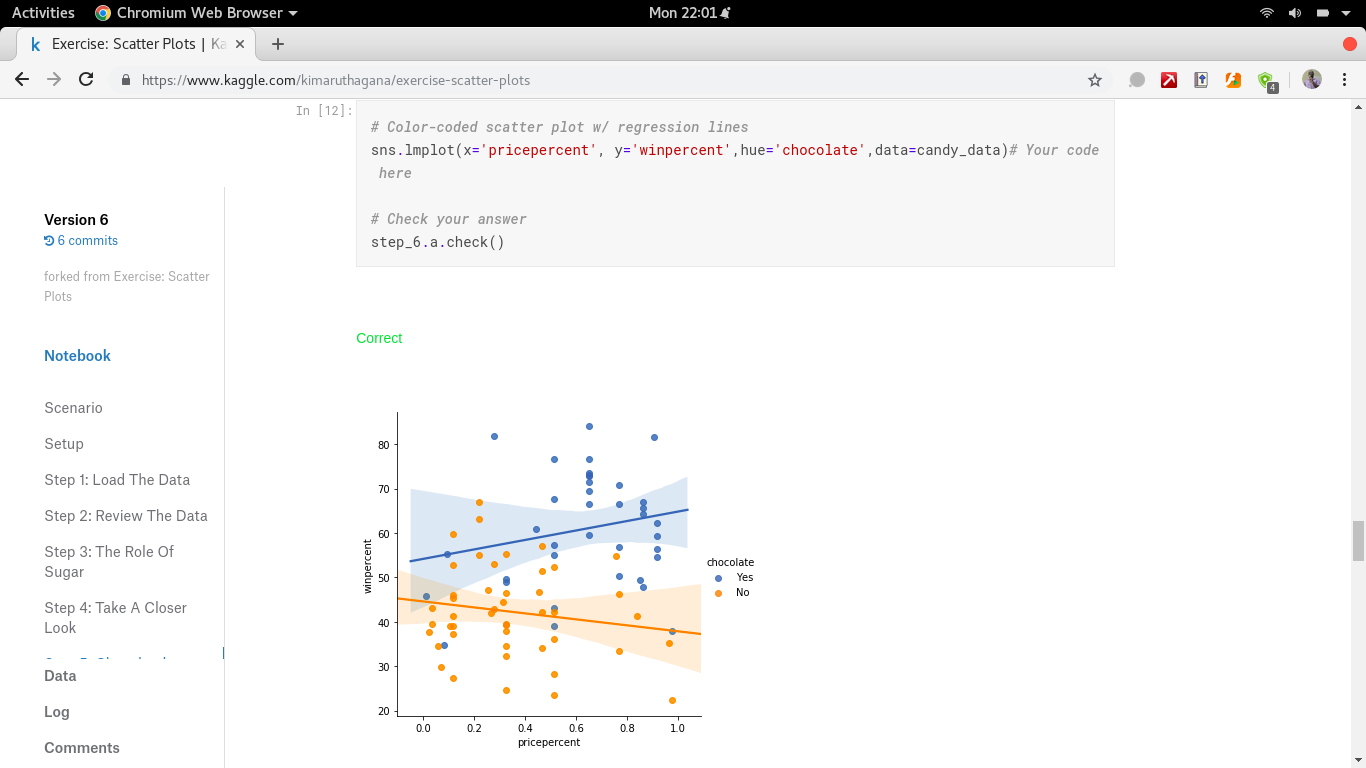 Activities Chromium Web Browser Mon 22:01
Exercise: Scatter Plots | Ka
https://www.kaggle.com/kimaruthagana/exercise-scatter-plots
4
In [12]:
# Color-coded scatter plot w/ regression lines
sns.lmplot(x='pricepercent', y='winpercent',hue='chocolate',data=candy_data)# Your code
here
# Check your answer
step_6.a.check()
Version 6
6 commits
forked from Exercise: Scatter
Plots
Notebook
Scenario
Setup
Step 1: Load The Data
Step 2: Review The Data
Step 3: The Role Of
Sugar
Step 4: Take A Closer
Look
Data
Log
Comments
Correct
80
70
60
50
40
30
20
winpercent
0.0 0.2 0.4 0.6 0.8 1.0
pricepercent
chocolate
Yes
No